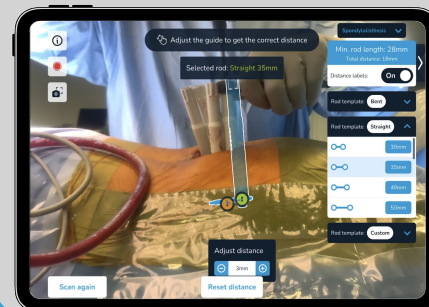 Adjust the guide to get the correct distance
Selected rod: Straight 35mm
Spondylolisthesis
Min. rod length: 28mm
Total distance: 18mm
Distance labels: On
Rod template Bent
Rod template Straight
30mm
35mm
40mm
50mm
Rod template Custom
Adjust distance
3mm
Scan again
Reset distance